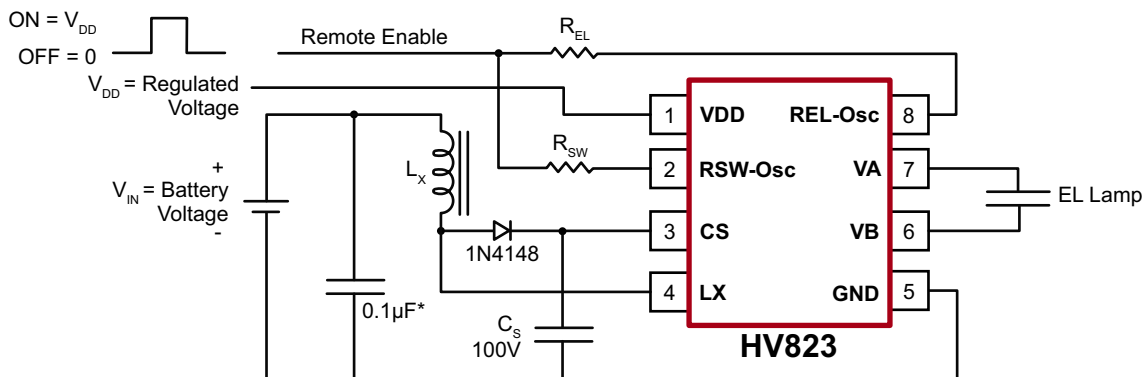 ON = VDD
OFF = 0
Remote Enable
REL
VDD = Regulated
Voltage
1 VDD
REL-Osc 8
RSW
2 RSW-Osc
VA 7
LX
+
VIN = Battery
Voltage
-
EL Lamp
3 CS
VB 6
1N4148
4 LX
GND 5
0.1µF*
CS
100V
HV823